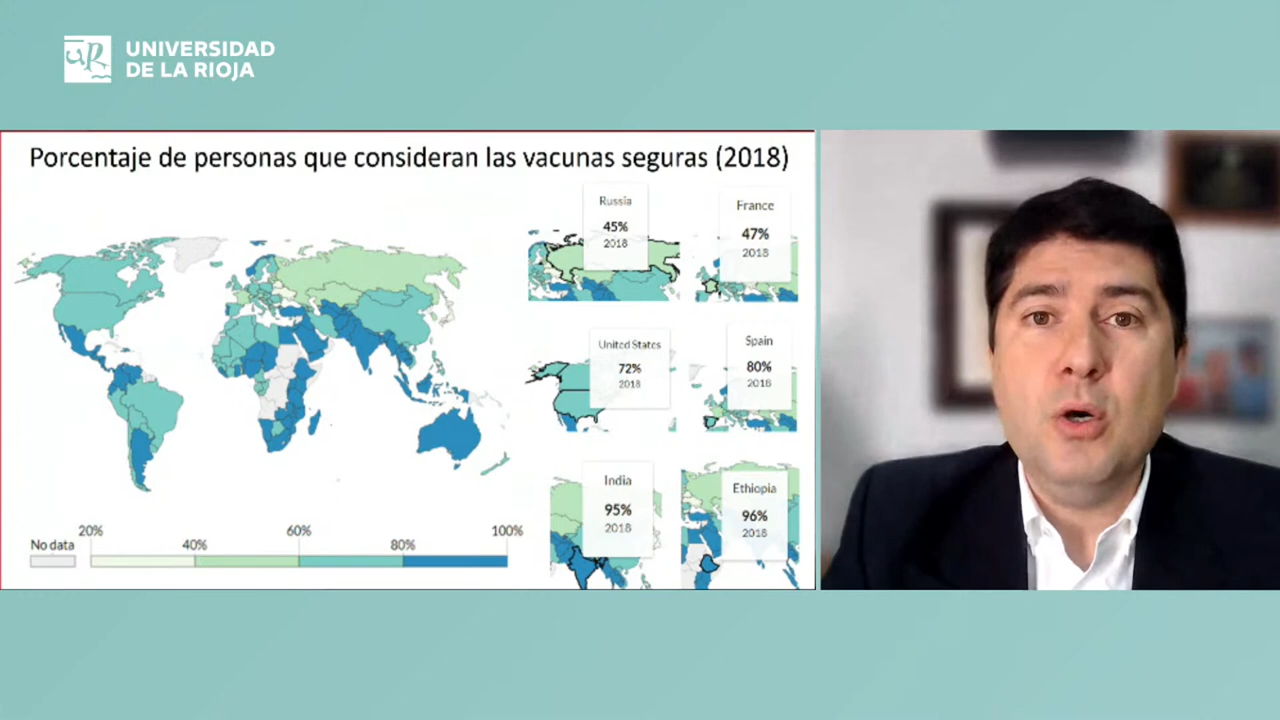 UNIVERSIDAD
DE LA RIOJA
Porcentaje de personas que consideran las vacunas seguras (2018)
Russia
45%
2018
France
47%
2018
United States
72%
2018
Spain
80%
2018
India
95%
2018
Ethiopia
96%
2018
No data
20%
40%
60%
80%
100%